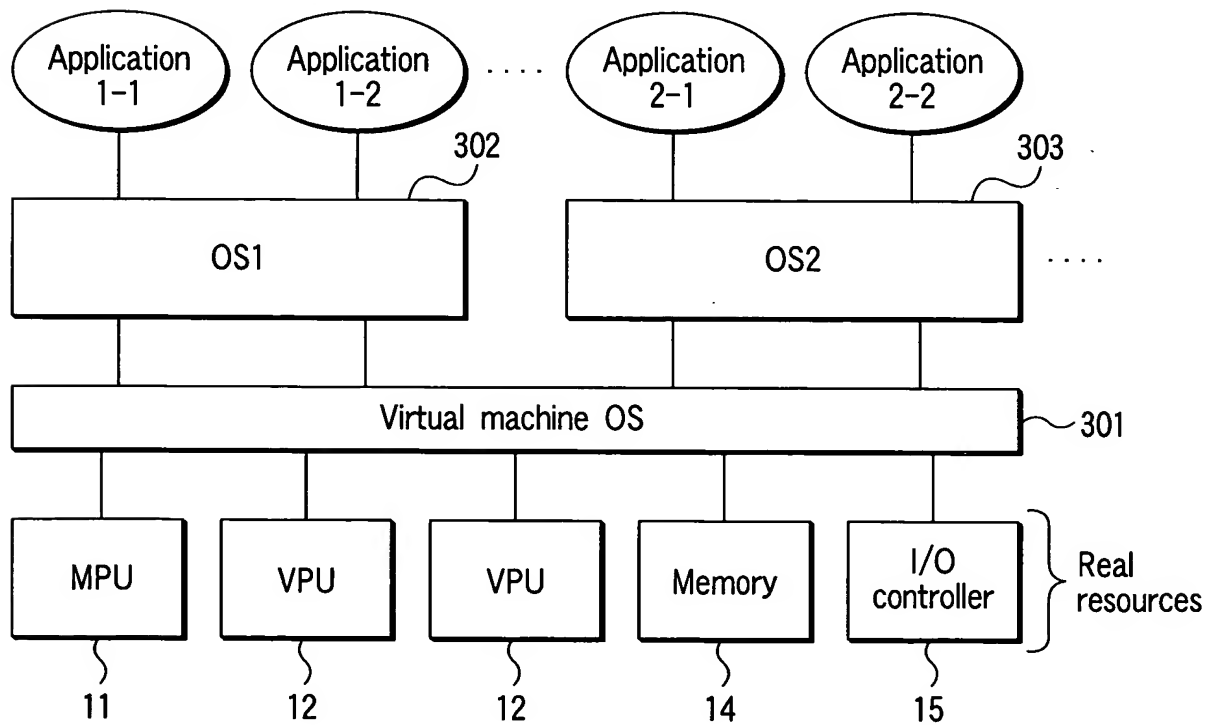 Application
1-1
Application
1-2
....
Application
2-1
Application
2-2
302
303
OS1
OS2
....
Virtual machine OS
301
MPU
VPU
VPU
Memory
I/O
controller
Real
resources
11
12
12
14
15